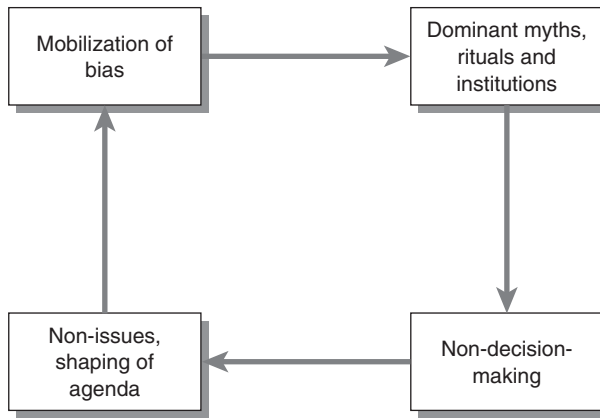 Mobilization of
bias
Dominant myths,
rituals and
institutions
Non-issues,
shaping of
agenda
Non-decision-
making